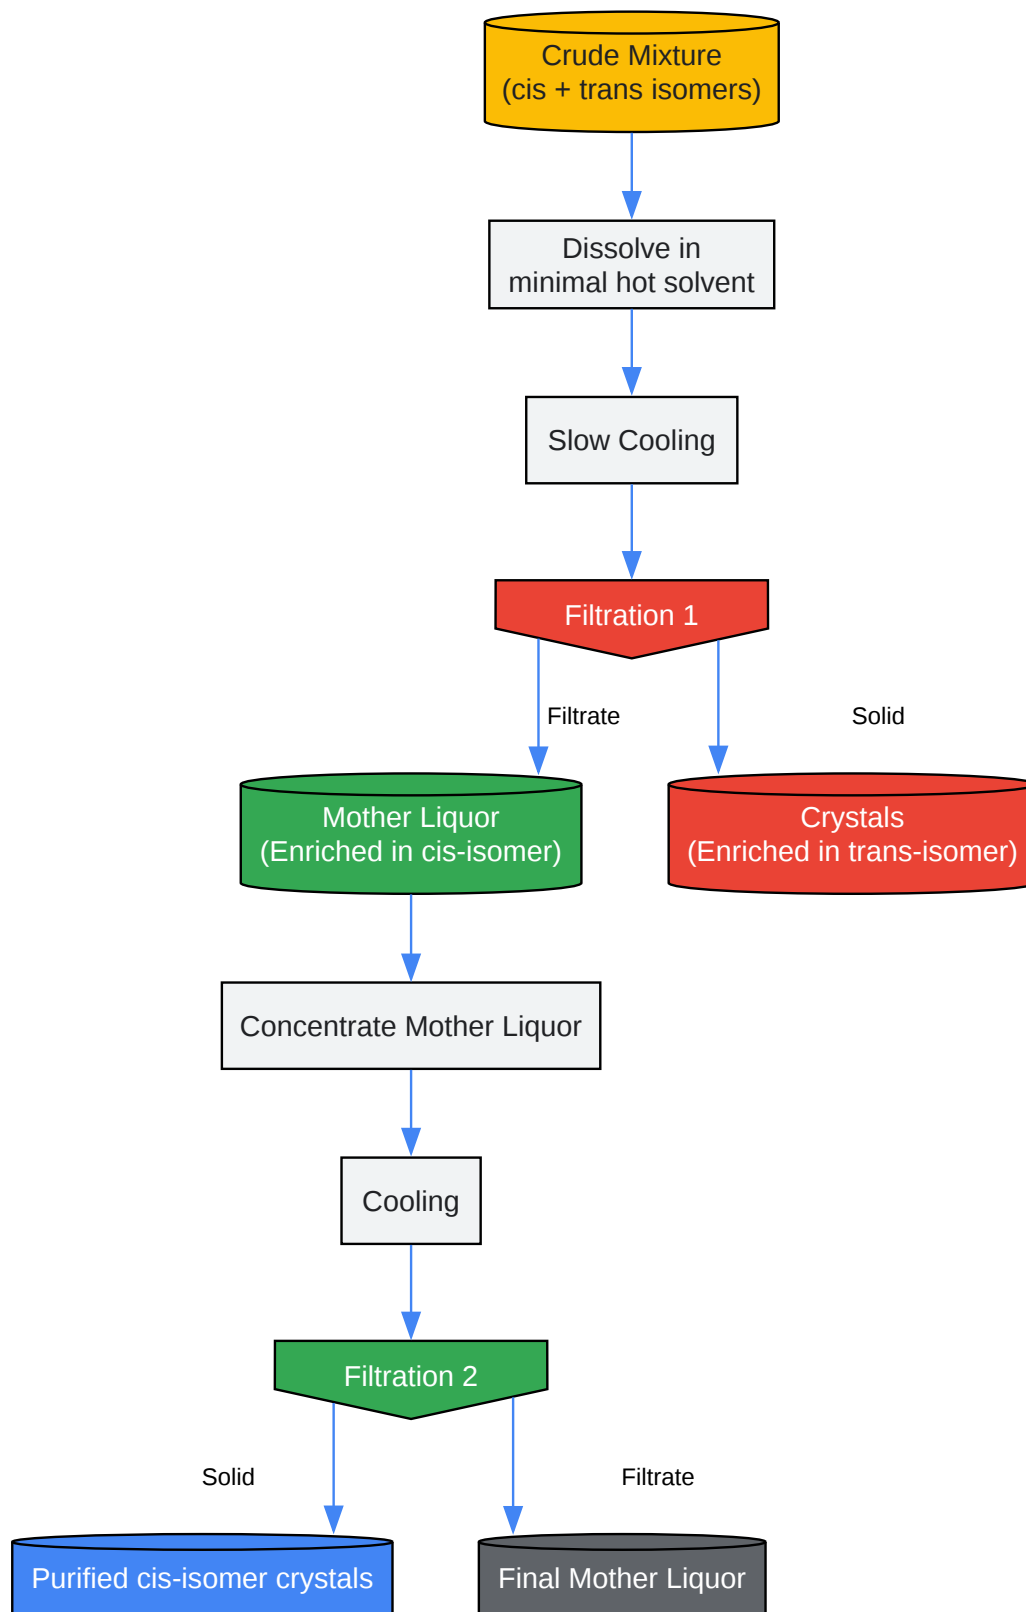 Crude Mixture
(cis + trans isomers)
Dissolve in
minimal hot solvent
Slow Cooling
Filtration 1
Filtrate
Solid
Mother Liquor
(Enriched in cis-isomer)
Crystals
(Enriched in trans-isomer)
Concentrate Mother Liquor
Cooling
Filtration 2
Solid
Filtrate
Purified cis-isomer crystals
Final Mother Liquor